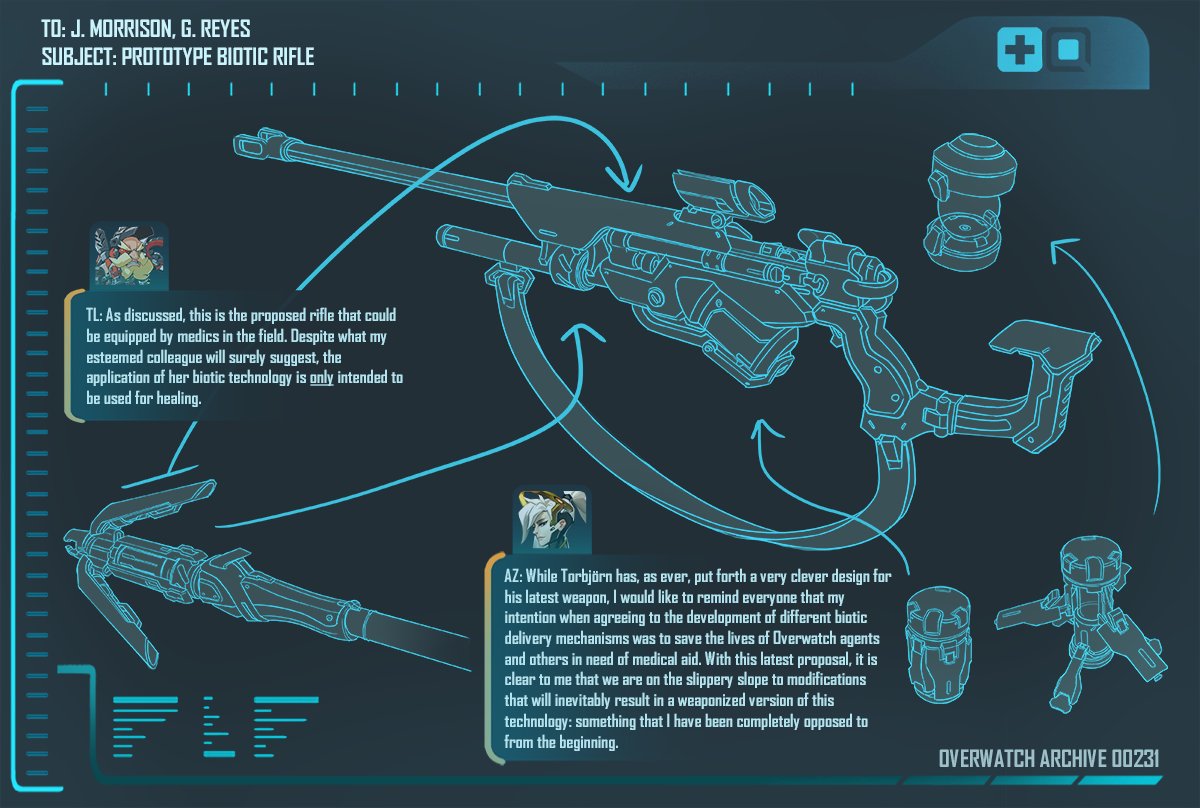 TO: J. MORRISON, G. REYES
SUBJECT: PROTOTYPE BIOTIC RIFLE
TL: As discussed, this is the proposed rifle that could
be equipped by medics in the field. Despite what my
esteemed colleague will surely suggest, the
application of her biotic technology is only intended to
be used for healing.
AZ: While Torbjörn has, as ever, put forth a very clever design for
his latest weapon, I would like to remind everyone that my
intention when agreeing to the development of different biotic
delivery mechanisms was to save the lives of Overwatch agents
and others in need of medical aid. With this latest proposal, it is
clear to me that we are on the slippery slope to modifications
that will inevitably result in a weaponized version of this
technology: something that I have been completely opposed to
from the beginning.
OVERWATCH ARCHIVE 00231